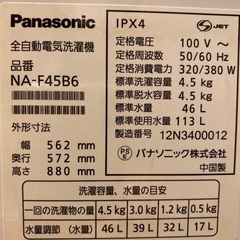 Panasonic
全自動電気洗濯機
品番
NA-F45B6
外形寸法
幅 562 mm
奥行 572 mm
高さ 880 mm
IPX4
JET
定格電圧 100 V～
定格周波数 50/60 Hz
定格消費電力 320/380 W
標準洗濯容量 4.5 kg
標準脱水容量 4.5 kg
標準水量 46 L
標準使用水量 113 L
製造番号 12N3400012
PSE パナソニック株式会社
中国製
洗濯容量、水量の目安
一回の洗濯物の量 4.5 kg 3.0 kg 1.2 kg 0.5 kg
水量調節（水量） 46 L 39 L 32 L 17 L